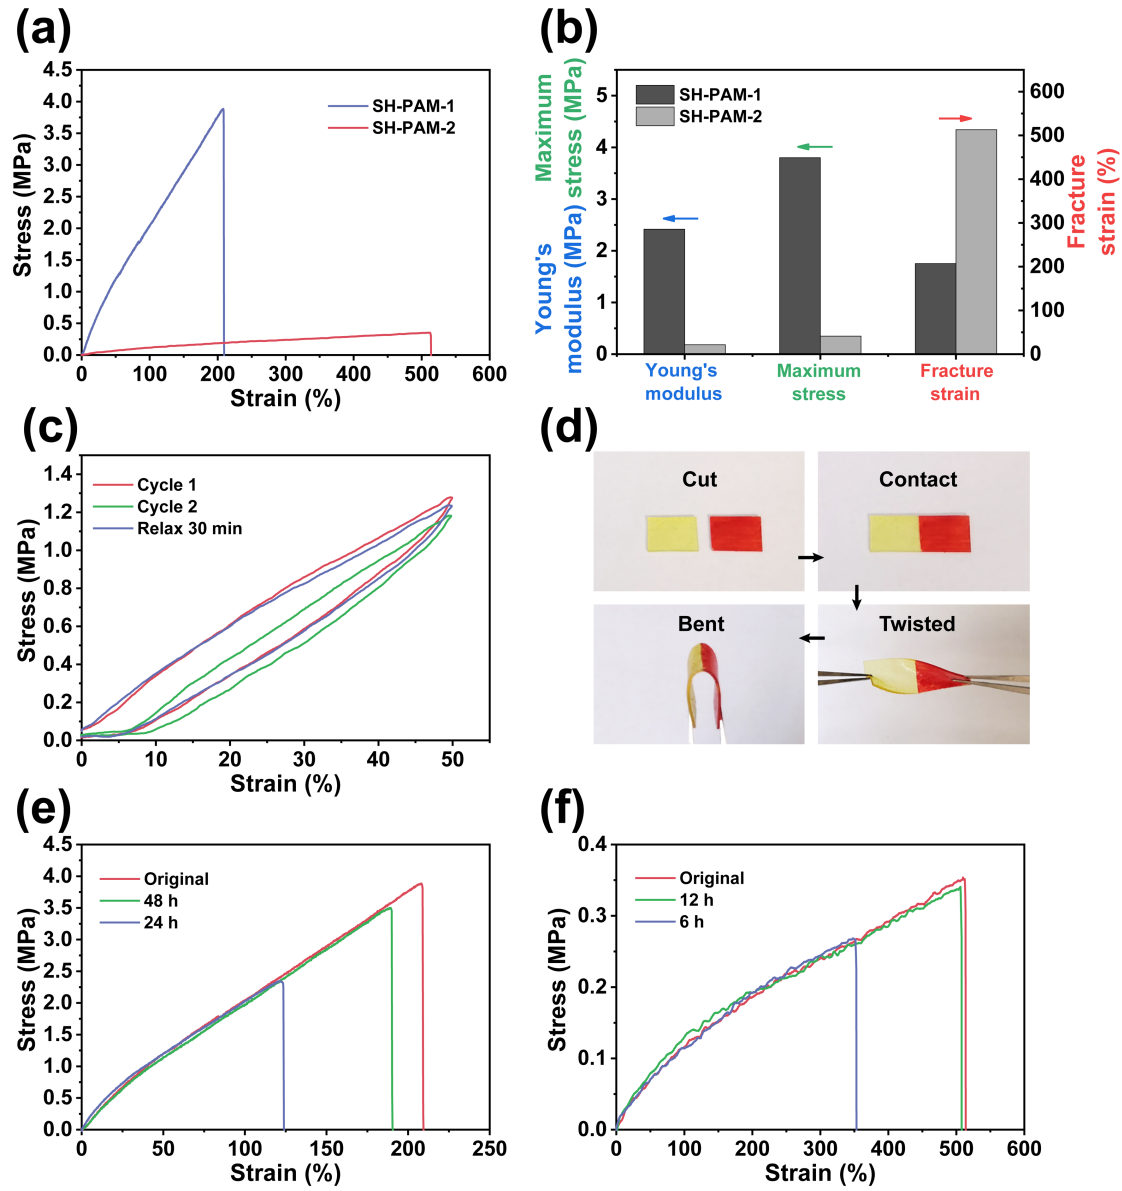 (a)
4.5
4.0
3.5
3.0
2.5
2.0
1.5
1.0
0.5
0.0
Stress (MPa)
SH-PAM-1
SH-PAM-2
0 100 200 300 400 500 600
Strain (%)
(b)
Young's Maximum
modulus (MPa) stress (MPa)
5
4
3
2
1
0
SH-PAM-1
SH-PAM-2
600
500
400
300
200
100
0
Fracture
strain (%)
Young's Maximum Fracture
modulus stress strain
(c)
1.4
1.2
1.0
0.8
0.6
0.4
0.2
0.0
Stress (MPa)
Cycle 1
Cycle 2
Relax 30 min
0 10 20 30 40 50
Strain (%)
(d)
Cut Contact
Bent Twisted
(e)
4.5
4.0
3.5
3.0
2.5
2.0
1.5
1.0
0.5
0.0
Stress (MPa)
Original
48 h
24 h
0 50 100 150 200 250
Strain (%)
(f)
0.4
0.3
0.2
0.1
0.0
Stress (MPa)
Original
12 h
6 h
0 100 200 300 400 500 600
Strain (%)